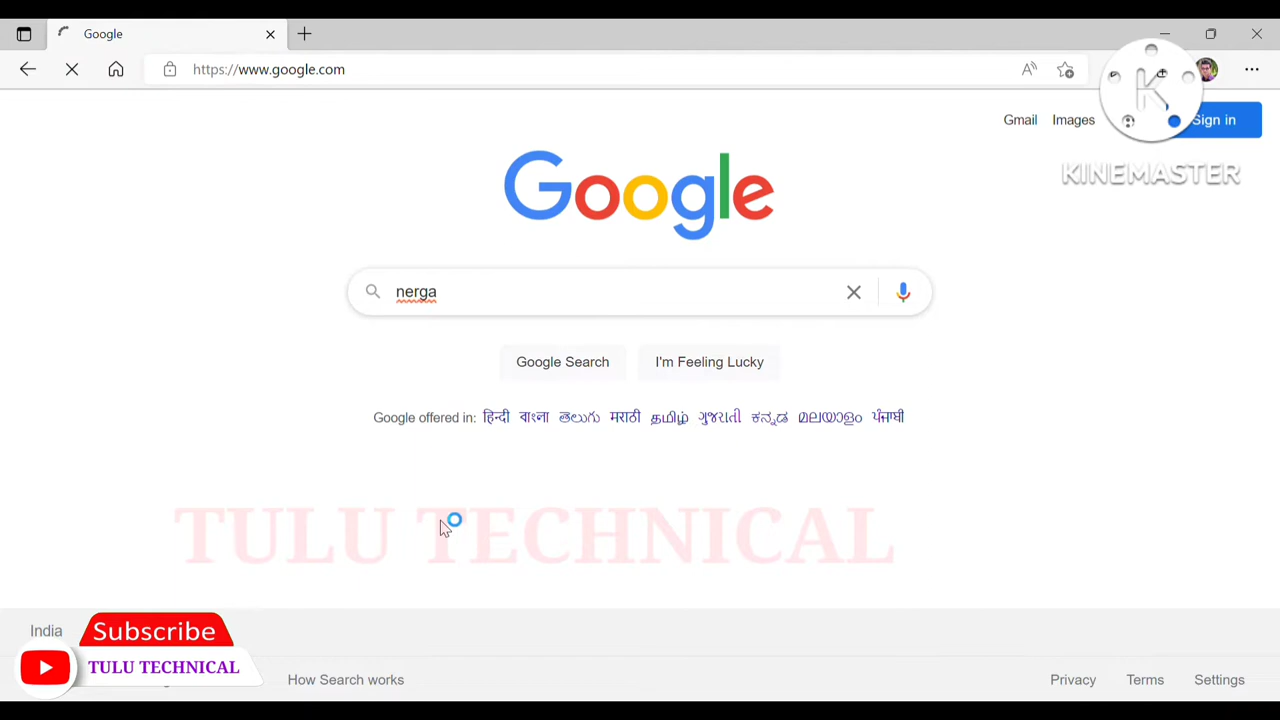 Google
https://www.google.com
Gmail Images Sign in
K
KINEMASTER
Google
nerga
Google Search I'm Feeling Lucky
Google offered in: हिन्दी বাংলা తెలుగు मराठी தமிழ் ગુજરાતી ಕನ್ನಡ മലയാളം ਪੰਜਾਬੀ
TULU TECHNICAL
India
Subscribe
TULU TECHNICAL
How Search works Privacy Terms Settings